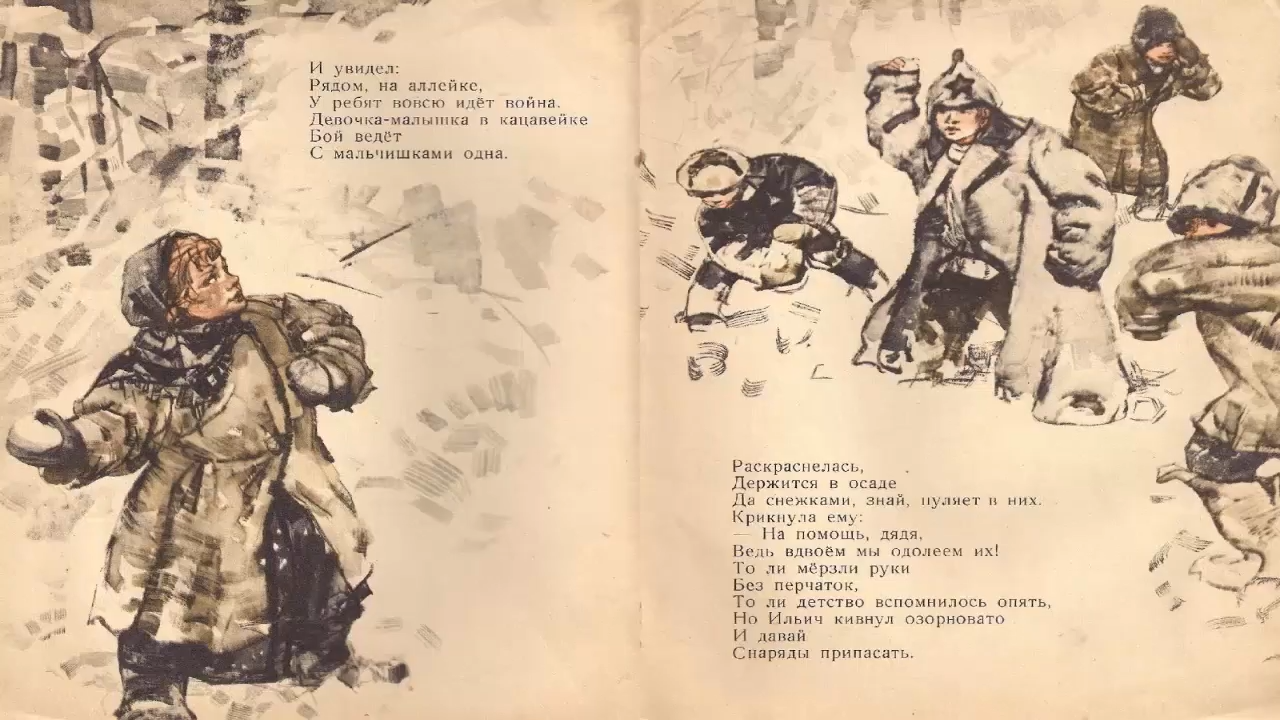 И увидел:
Рядом, на аллейке,
У ребят вовсю идёт война.
Девочка-малышка в кацавейке
Бой ведёт
С мальчишками одна.
Раскраснелась,
Держится в осаде
Да снежками, знай, пуляет в них.
Крикнула ему:
— На помощь, дядя,
Ведь вдвоём мы одолеем их!
То ли мёрзли руки
Без перчаток,
То ли детство вспомнилось опять,
Но Ильич кивнул озорновато
И давай
Снаряды припасать.